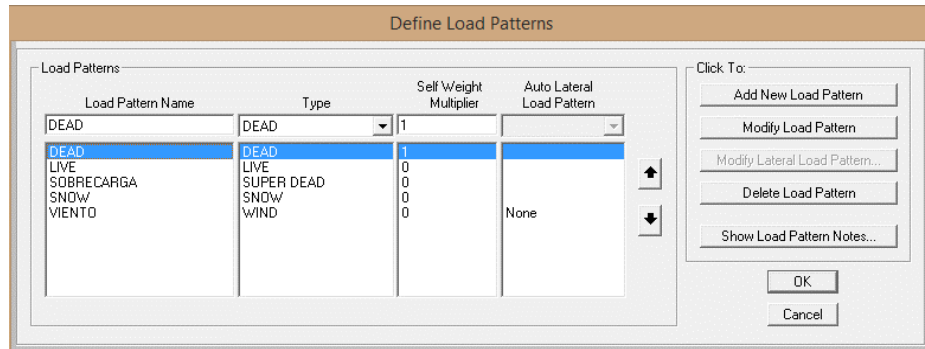 Define Load Patterns
Load Patterns
Load Pattern Name Type Self Weight Multiplier Auto Lateral Load Pattern
DEAD DEAD 1
DEAD DEAD 1
LIVE LIVE 0
SOBRECARGA SUPER DEAD 0
SNOW SNOW 0
VIENTO WIND 0 None
Click To:
Add New Load Pattern
Modify Load Pattern
Modify Lateral Load Pattern...
Delete Load Pattern
Show Load Pattern Notes...
OK
Cancel